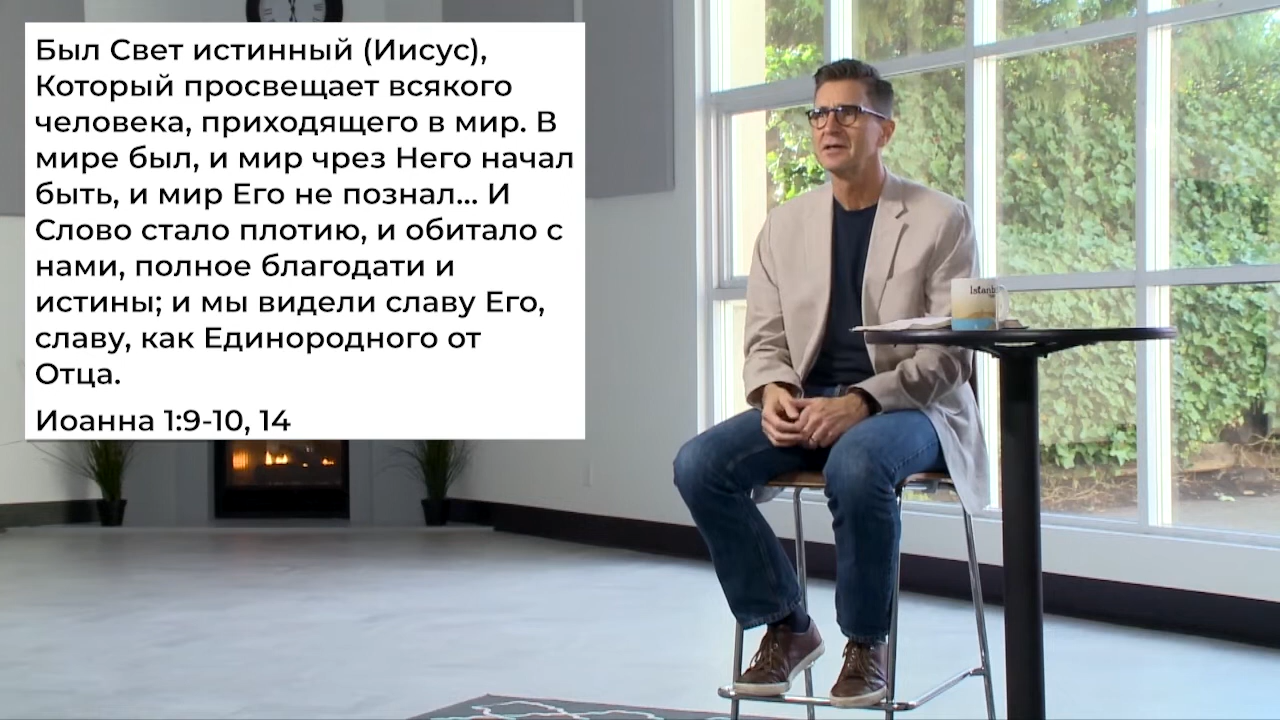 Был Свет истинный (Иисус),
Который просвещает всякого
человека, приходящего в мир. В
мире был, и мир чрез Него начал
быть, и мир Его не познал... И
Слово стало плотию, и обитало с
нами, полное благодати и
истины; и мы видели славу Его,
славу, как Единородного от
Отца.
Иоанна 1:9-10, 14